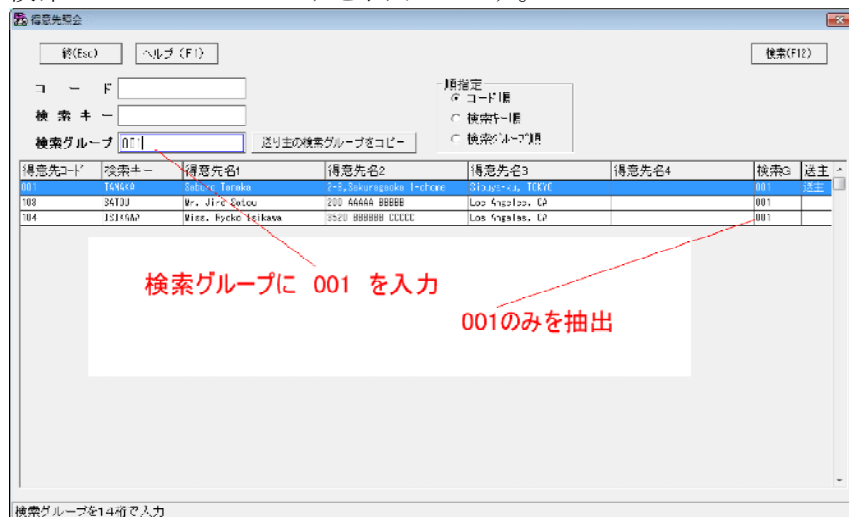 得意先照会
終(Esc)
ヘルプ (F1)
検索(F12)
コード
検索キー
検索グループ 001
送り主の検索グループをコピー
順指定
コード順
検索キー順
検索グループ順
得意先コード 検索キー 得意先名1 得意先名2 得意先名3 得意先名4 検索G 送主
001 TANAKA Saburo Tanaka 2-8,Sakuragaoka 1-chome Sibuya-ku, TOKYO 001 送主
103 SATOU Mr. Jiro Satou 200 AAAAA BBBBB Los Angeles, CA 001
104 ISIKAWA Miss. Kyoko Isikawa 3520 BBBBBB CCCCC Los Angeles, CA 001
検索グループに 001 を入力
001のみを抽出
検索グループを14桁で入力